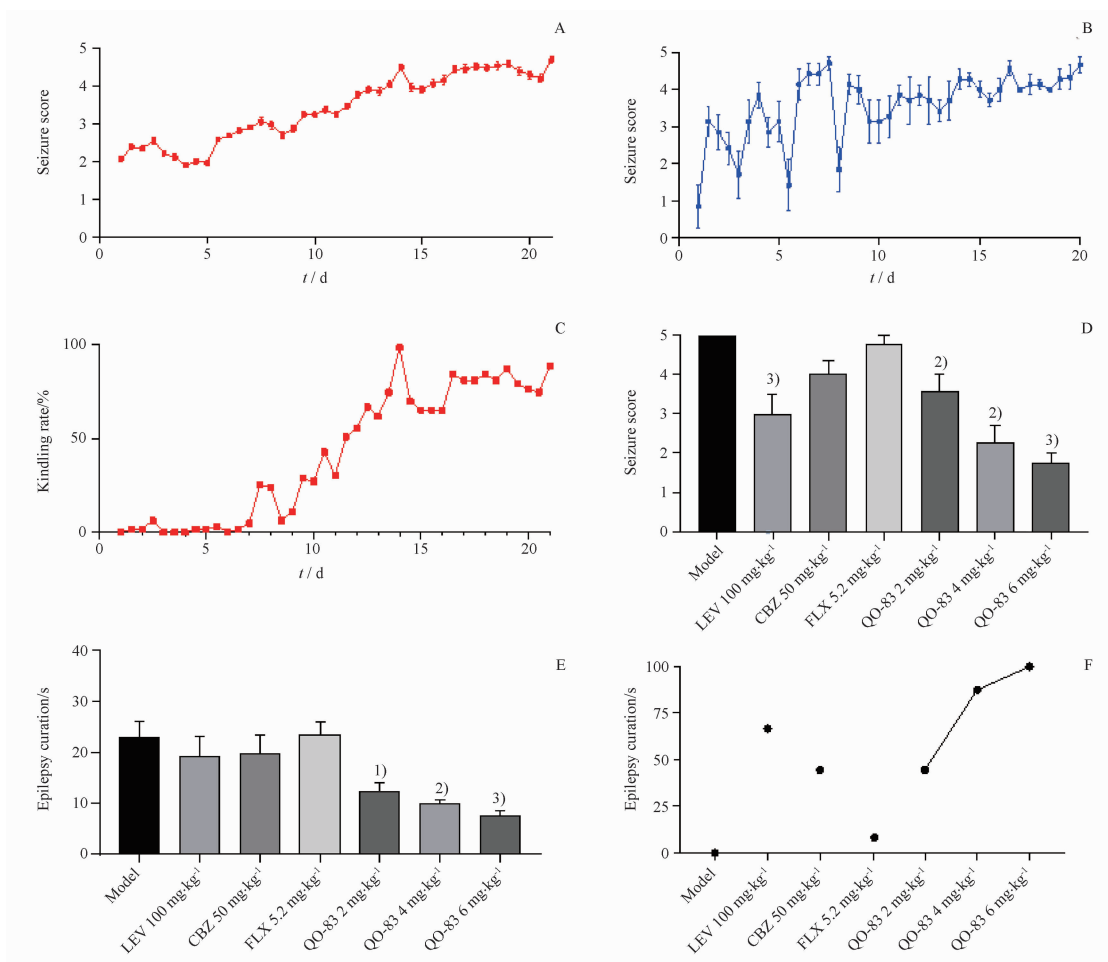 A
Seizure score
5
4
3
2
1
0
0
5
10
15
20
t / d
B
Seizure score
5
4
3
2
1
0
0
5
10
15
20
t / d
C
Kindling rate/%
100
50
0
0
5
10
15
20
t / d
D
Seizure score
5
4
3
2
1
0
3)
2)
2)
3)
Model
LEV 100 mg·kg⁻¹
CBZ 50 mg·kg⁻¹
FLX 5.2 mg·kg⁻¹
QO-83 2 mg·kg⁻¹
QO-83 4 mg·kg⁻¹
QO-83 6 mg·kg⁻¹
E
Epilepsy curation/s
40
30
20
10
0
1)
2)
3)
Model
LEV 100 mg·kg⁻¹
CBZ 50 mg·kg⁻¹
FLX 5.2 mg·kg⁻¹
QO-83 2 mg·kg⁻¹
QO-83 4 mg·kg⁻¹
QO-83 6 mg·kg⁻¹
F
Epilepsy curation/s
100
75
50
25
0
Model
LEV 100 mg·kg⁻¹
CBZ 50 mg·kg⁻¹
FLX 5.2 mg·kg⁻¹
QO-83 2 mg·kg⁻¹
QO-83 4 mg·kg⁻¹
QO-83 6 mg·kg⁻¹